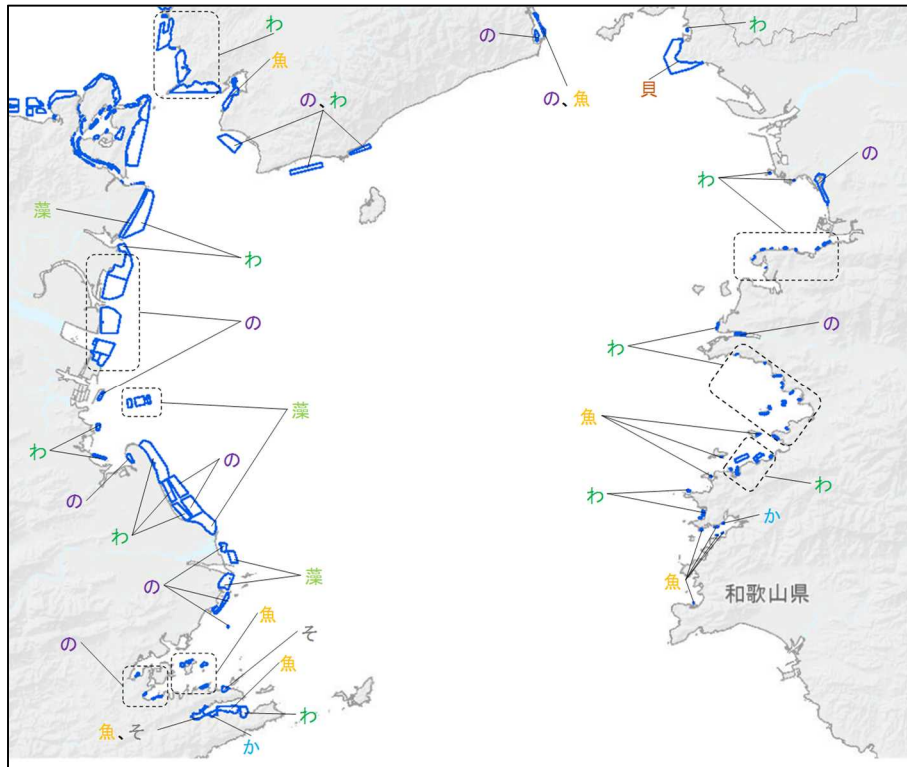 わ
の
わ
魚
貝
の、わ
の、魚
の
わ
藻
わ
の
の
わ
魚
藻
わ
の
の
わ
わ
わ
か
の
藻
魚
和歌山県
魚
の
そ
魚
わ
魚、そ
か